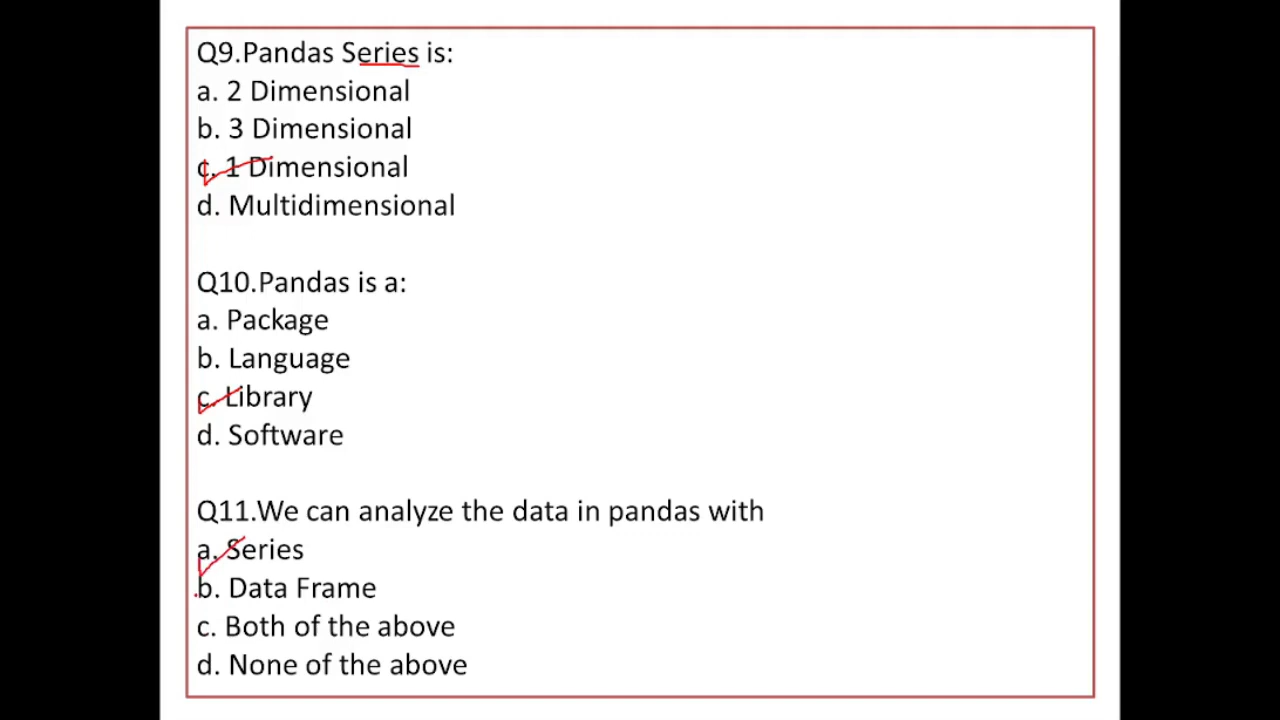 Q9.Pandas Series is:
a. 2 Dimensional
b. 3 Dimensional
c. 1 Dimensional
d. Multidimensional
Q10.Pandas is a:
a. Package
b. Language
c. Library
d. Software
Q11.We can analyze the data in pandas with
a. Series
b. Data Frame
c. Both of the above
d. None of the above